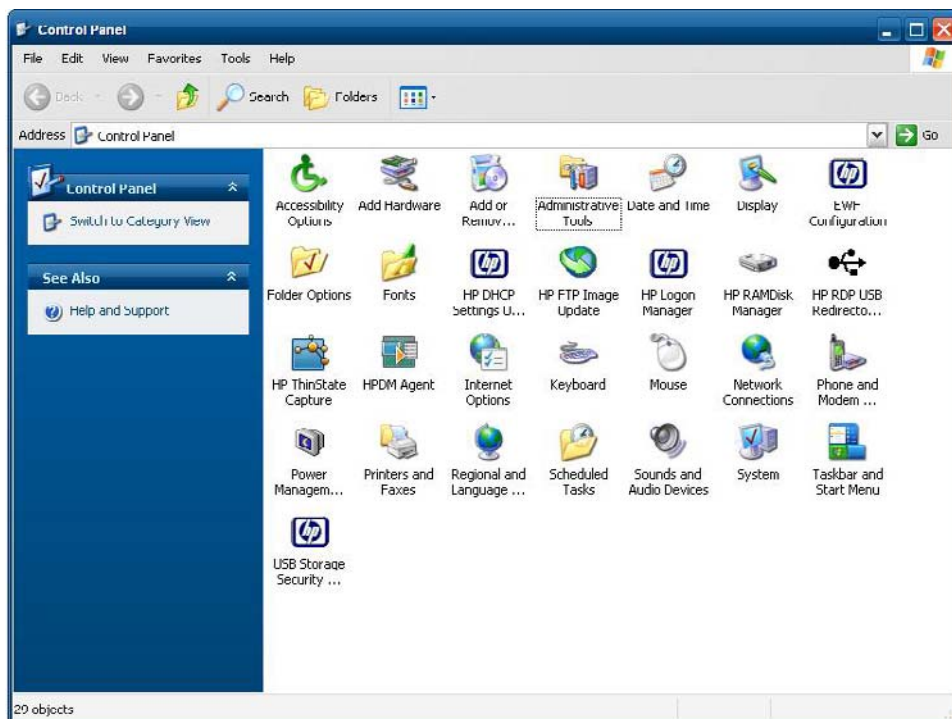 Control Panel
File Edit View Favorites Tools Help
Back Search Folders
Address Control Panel Go
Control Panel
Switch to Category View
See Also
Help and Support
Accessibility Options
Add Hardware
Add or Remov...
Administrative Tools
Date and Time
Display
EWF Configuration
Folder Options
Fonts
hp
HP DHCP Settings U...
HP FTP Image Update
hp
HP Logon Manager
HP RAMDisk Manager
HP RDP USB Redirecto...
HP ThinState Capture
HPDM Agent
Internet Options
Keyboard
Mouse
Network Connections
Phone and Modem ...
Power Managem...
Printers and Faxes
Regional and Language ...
Scheduled Tasks
Sounds and Audio Devices
System
Taskbar and Start Menu
hp
USB Storage Security ...
29 objects